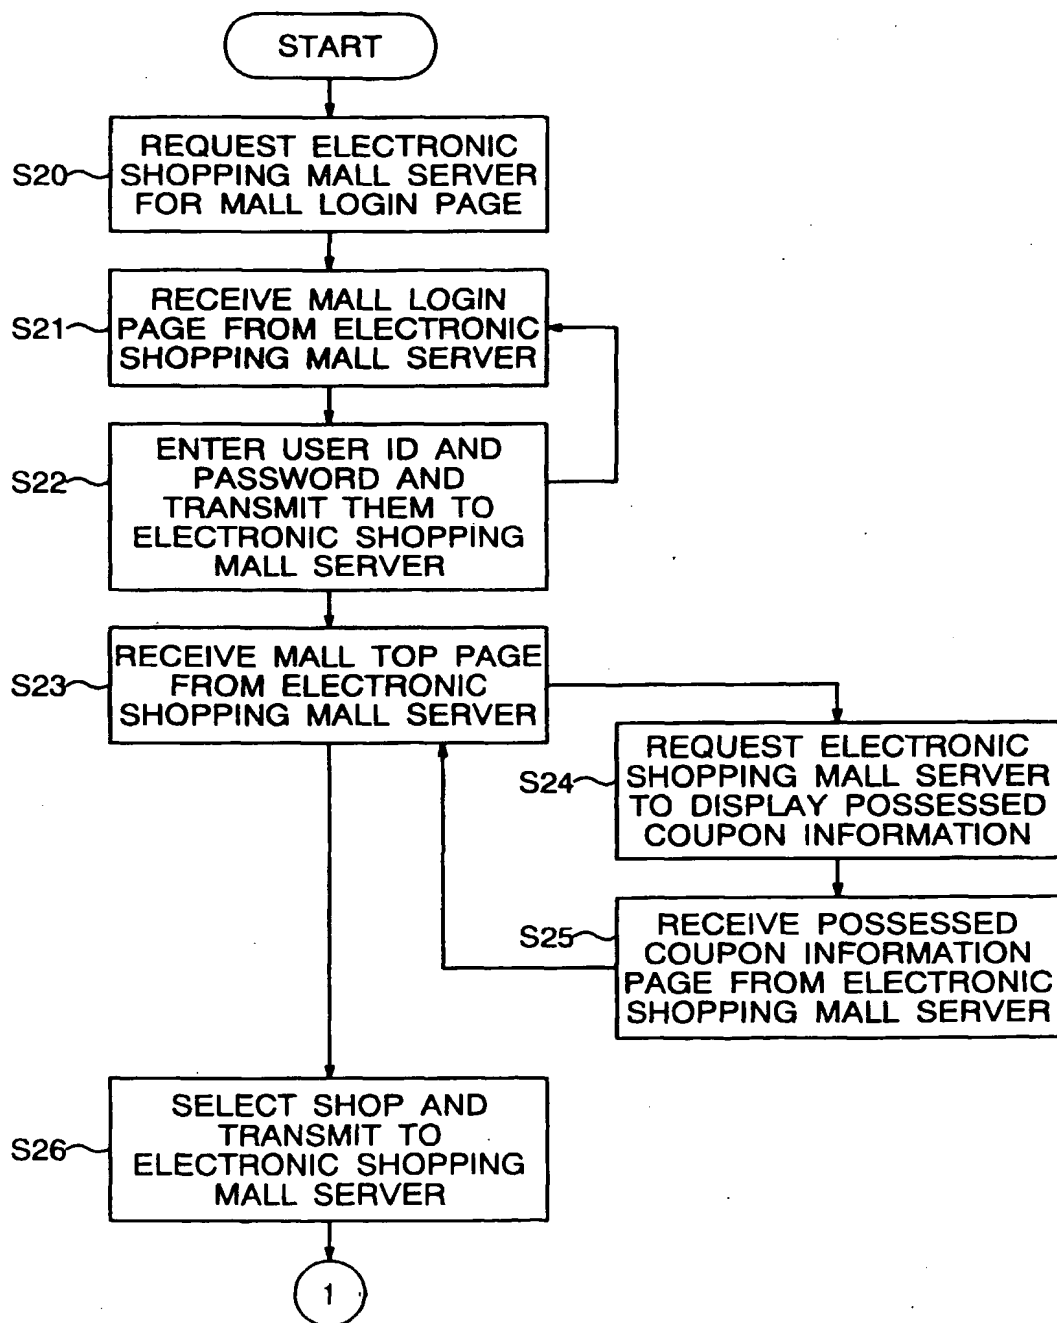 START
S20
REQUEST ELECTRONIC
SHOPPING MALL SERVER
FOR MALL LOGIN PAGE
S21
RECEIVE MALL LOGIN
PAGE FROM ELECTRONIC
SHOPPING MALL SERVER
S22
ENTER USER ID AND
PASSWORD AND
TRANSMIT THEM TO
ELECTRONIC SHOPPING
MALL SERVER
S23
RECEIVE MALL TOP PAGE
FROM ELECTRONIC
SHOPPING MALL SERVER
S24
REQUEST ELECTRONIC
SHOPPING MALL SERVER
TO DISPLAY POSSESSED
COUPON INFORMATION
S25
RECEIVE POSSESSED
COUPON INFORMATION
PAGE FROM ELECTRONIC
SHOPPING MALL SERVER
S26
SELECT SHOP AND
TRANSMIT TO
ELECTRONIC SHOPPING
MALL SERVER
1